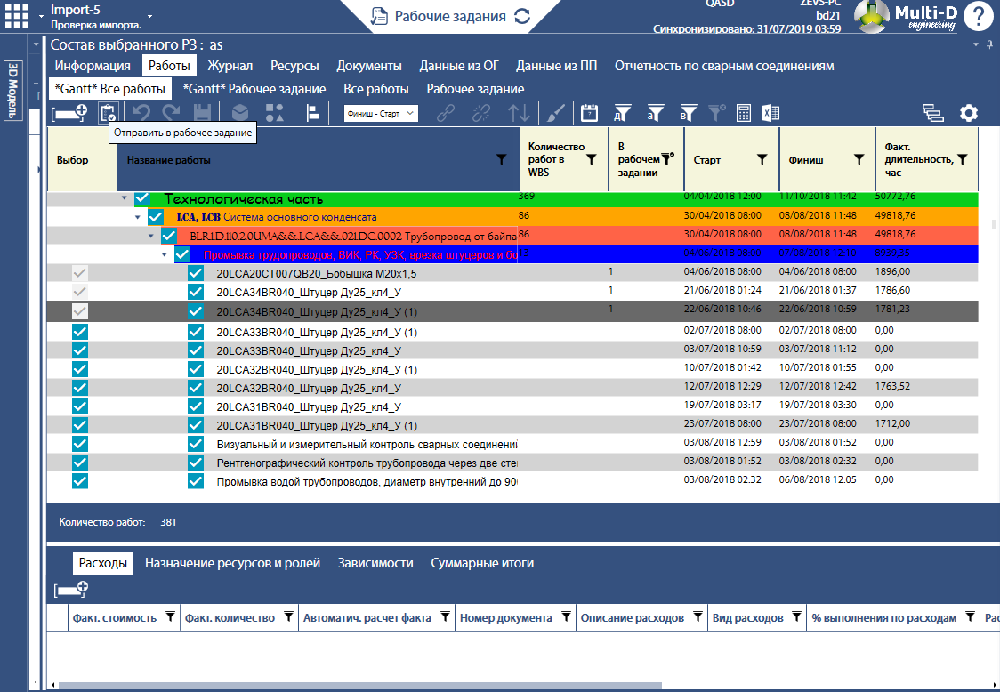 Import-5
Проверка импорта.
Рабочие задания
QASD
ZEVS-PC
bd21
Синхронизировано: 31/07/2019 03:59
Multi-D
engineering
?
3D Модель
Состав выбранного РЗ : as
Информация Работы Журнал Ресурсы Документы Данные из ОГ Данные из ПП Отчетность по сварным соединениям
*Gantt* Все работы *Gantt* Рабочее задание Все работы Рабочее задание
Финиш - Старт
Отправить в рабочее задание
Выбор Название работы Количество работ в WBS В рабочем задании Старт Финиш Факт. длительность, час
Технологическая часть 369 04/04/2018 12:00 11/10/2018 11:42 50772,76
LCA, LCB Система основного конденсата 86 30/04/2018 08:00 08/08/2018 11:48 49818,76
BLR.1.D.110.2.0UMA&&.LCA&&.021.DC.0002 Трубопровод от байпа 86 30/04/2018 08:00 08/08/2018 11:48 49818,76
Промывка трудопроводов, ВИК, РК, УЗК, врезка штуцеров и бо 13 04/06/2018 08:00 07/08/2018 12:10 8939,35
20LCA20CT007QB20_Бобышка М20x1,5 1 04/06/2018 08:00 04/06/2018 08:00 1896,00
20LCA34BR040_Штуцер Ду25_кл4_У 1 21/06/2018 01:24 21/06/2018 01:37 1786,60
20LCA34BR040_Штуцер Ду25_кл4_У (1) 1 22/06/2018 10:46 22/06/2018 10:59 1781,23
20LCA33BR040_Штуцер Ду25_кл4_У (1) 02/07/2018 08:00 02/07/2018 08:00 0,00
20LCA33BR040_Штуцер Ду25_кл4_У 03/07/2018 10:59 03/07/2018 11:12 0,00
20LCA32BR040_Штуцер Ду25_кл4_У (1) 10/07/2018 01:42 10/07/2018 01:55 0,00
20LCA32BR040_Штуцер Ду25_кл4_У 12/07/2018 12:29 12/07/2018 12:42 1763,52
20LCA31BR040_Штуцер Ду25_кл4_У 19/07/2018 03:17 19/07/2018 03:30 0,00
20LCA31BR040_Штуцер Ду25_кл4_У (1) 23/07/2018 08:00 23/07/2018 08:00 1712,00
Визуальный и измерительный контроль сварных соединений 03/08/2018 12:59 03/08/2018 01:52 0,00
Рентгенографический контроль трубопровода через две сте 03/08/2018 01:52 03/08/2018 02:32 0,00
Промывка водой трубопроводов, диаметр внутренний до 900 03/08/2018 02:32 06/08/2018 12:05 0,00
Количество работ: 381
Расходы Назначение ресурсов и ролей Зависимости Суммарные итоги
Факт. стоимость Факт. количество Автоматич. расчет факта Номер документа Описание расходов Вид расходов % выполнения по расходам Рас